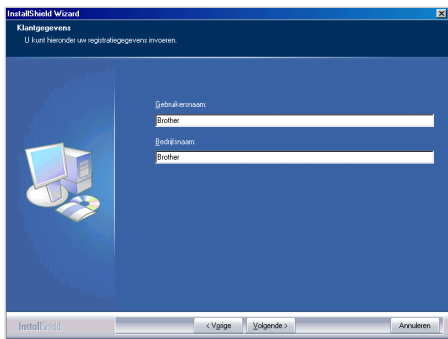 InstallShield Wizard
Klantgegevens
U kunt hieronder uw registratiegegevens invoeren.
Gebruikersnaam:
Brother
Bedrijfsnaam:
Brother
InstallShield
< Vorige Volgende > Annuleren